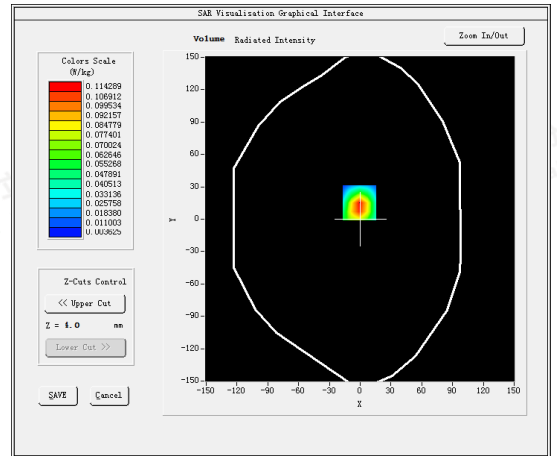 SAR Visualisation Graphical Interface
Volume Radiated Intensity
Zoom In/Out
Colors Scale
(W/kg)
0.114289
0.106912
0.099534
0.092157
0.084779
0.077401
0.070024
0.062646
0.055268
0.047891
0.040513
0.033136
0.025758
0.018380
0.011003
0.003625
Z-Cuts Control
<< Upper Cut
Z = 4.0 mm
Lower Cut >>
SAVE
Cancel
150
120
90
60
30
0
-30
-60
-90
-120
-150
Y
-150 -120 -90 -60 -30 0 30 60 90 120 150
X